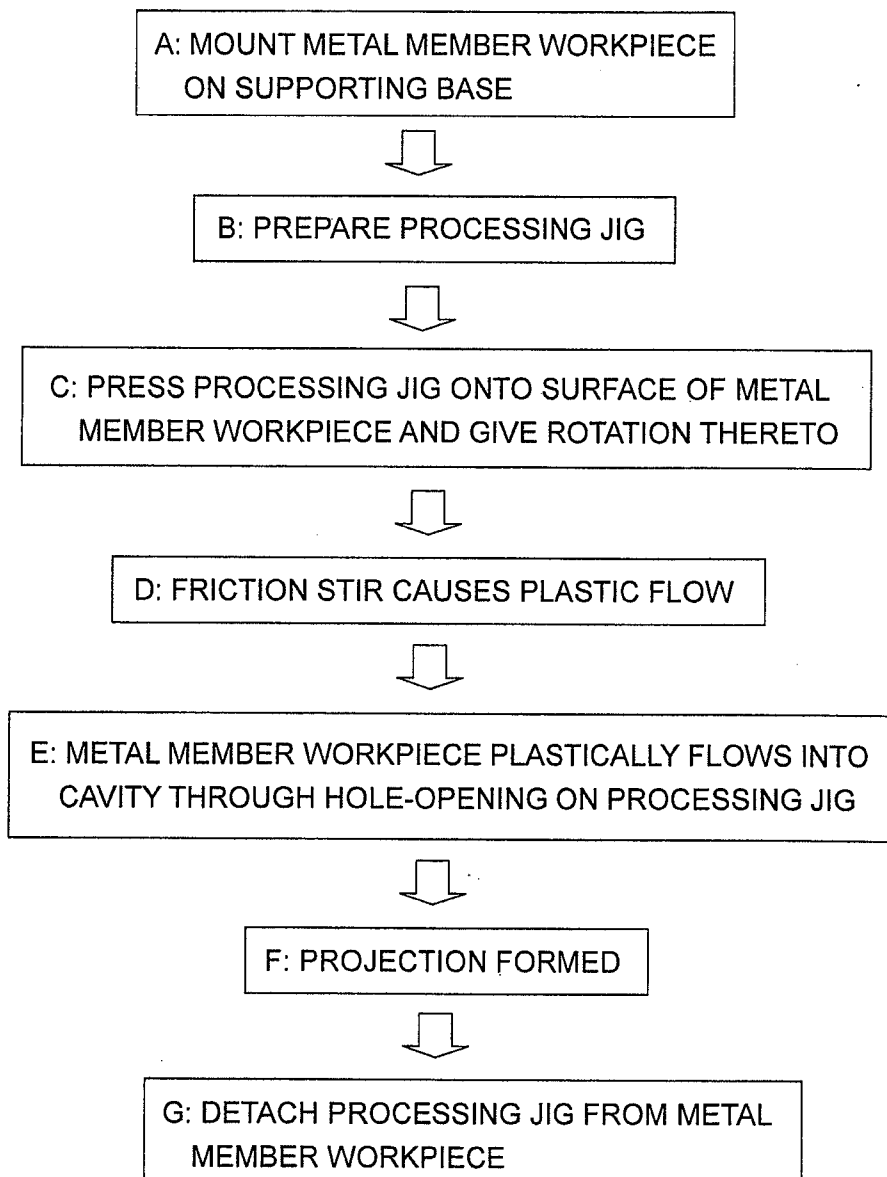 A: MOUNT METAL MEMBER WORKPIECE
ON SUPPORTING BASE
B: PREPARE PROCESSING JIG
C: PRESS PROCESSING JIG ONTO SURFACE OF METAL
MEMBER WORKPIECE AND GIVE ROTATION THERETO
D: FRICTION STIR CAUSES PLASTIC FLOW
E: METAL MEMBER WORKPIECE PLASTICALLY FLOWS INTO
CAVITY THROUGH HOLE-OPENING ON PROCESSING JIG
F: PROJECTION FORMED
G: DETACH PROCESSING JIG FROM METAL
MEMBER WORKPIECE